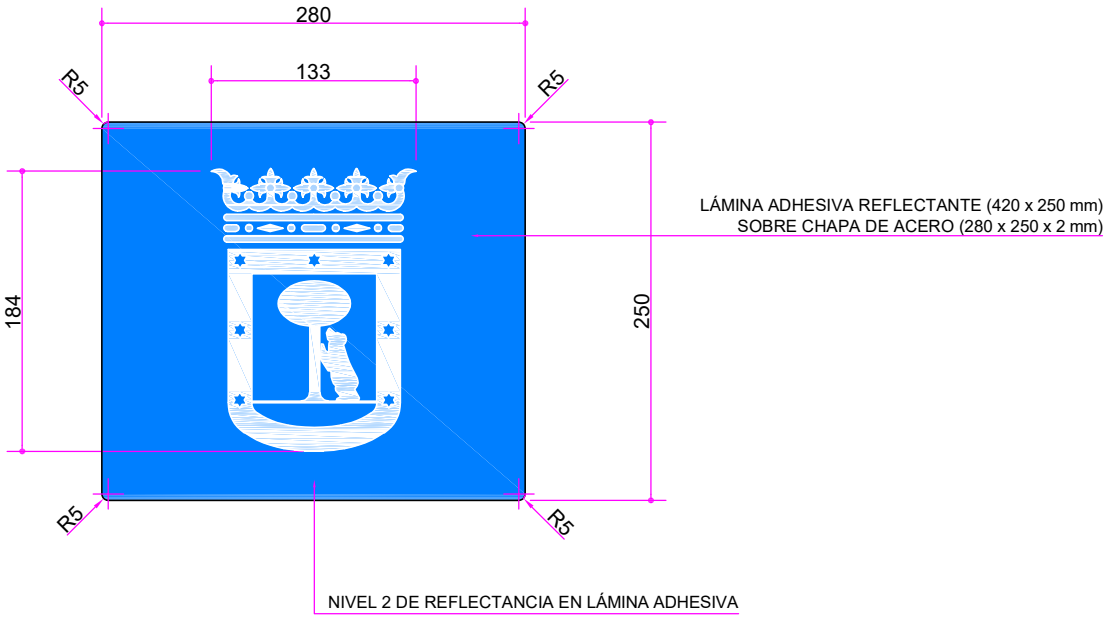 280
133
R5
R5
184
250
LÁMINA ADHESIVA REFLECTANTE (420 x 250 mm)
SOBRE CHAPA DE ACERO (280 x 250 x 2 mm)
R5
R5
NIVEL 2 DE REFLECTANCIA EN LÁMINA ADHESIVA